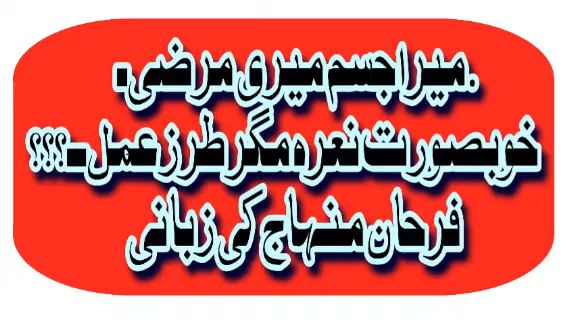 .میرا جسم میری مرضی.
خوبصورت نعرہ مگر طرز عمل-؟؟؟
فرحان منہاج کی زبانی